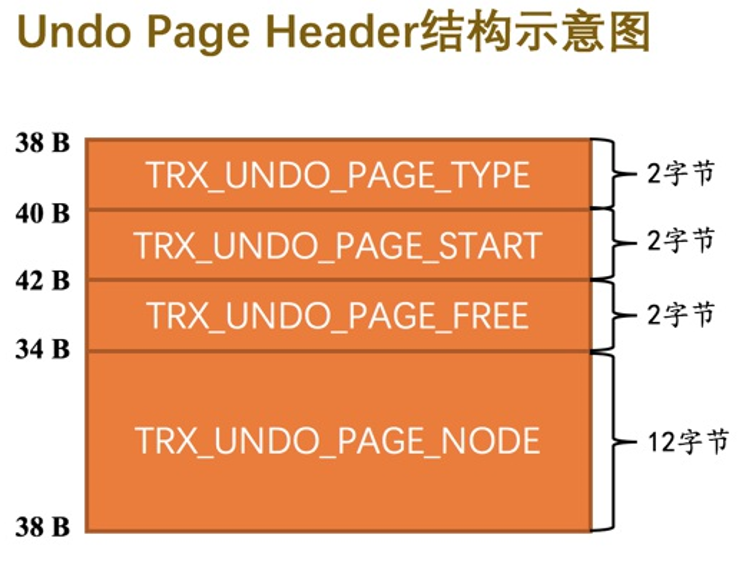 Undo Page Header结构示意图
38 B
TRX_UNDO_PAGE_TYPE
2字节
40 B
TRX_UNDO_PAGE_START
2字节
42 B
TRX_UNDO_PAGE_FREE
2字节
34 B
TRX_UNDO_PAGE_NODE
12字节
38 B